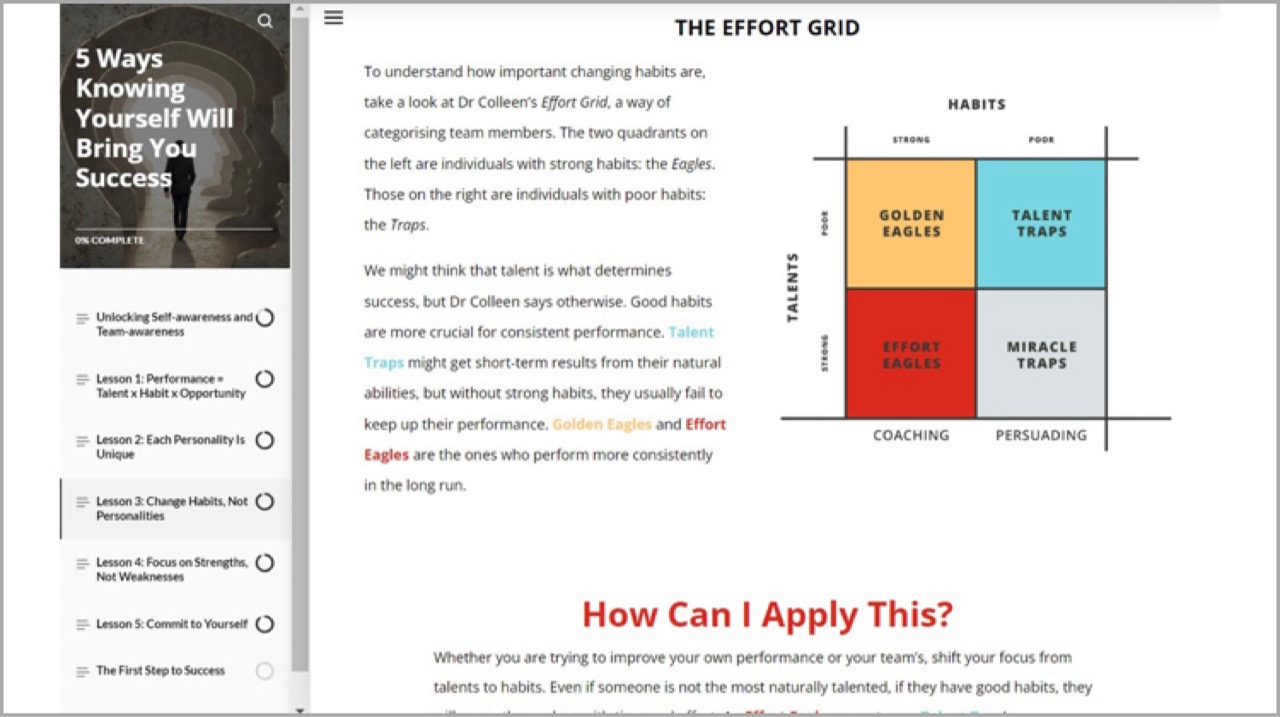 5 Ways
Knowing
Yourself Will
Bring You
Success
0% COMPLETE
Unlocking Self-awareness and
Team-awareness
Lesson 1: Performance =
Talent x Habit x Opportunity
Lesson 2: Each Personality Is
Unique
Lesson 3: Change Habits, Not
Personalities
Lesson 4: Focus on Strengths,
Not Weaknesses
Lesson 5: Commit to Yourself
The First Step to Success
THE EFFORT GRID
To understand how important changing habits are,
take a look at Dr Colleen's Effort Grid, a way of
categorising team members. The two quadrants on
the left are individuals with strong habits: the Eagles.
Those on the right are individuals with poor habits:
the Traps.
We might think that talent is what determines
success, but Dr Colleen says otherwise. Good habits
are more crucial for consistent performance. Talent
Traps might get short-term results from their natural
abilities, but without strong habits, they usually fail to
keep up their performance. Golden Eagles and Effort
Eagles are the ones who perform more consistently
in the long run.
HABITS
STRONG
POOR
TALENTS
POOR
STRONG
GOLDEN
EAGLES
TALENT
TRAPS
EFFORT
EAGLES
MIRACLE
TRAPS
COACHING
PERSUADING
How Can I Apply This?
Whether you are trying to improve your own performance or your team's, shift your focus from
talents to habits. Even if someone is not the most naturally talented, if they have good habits, they